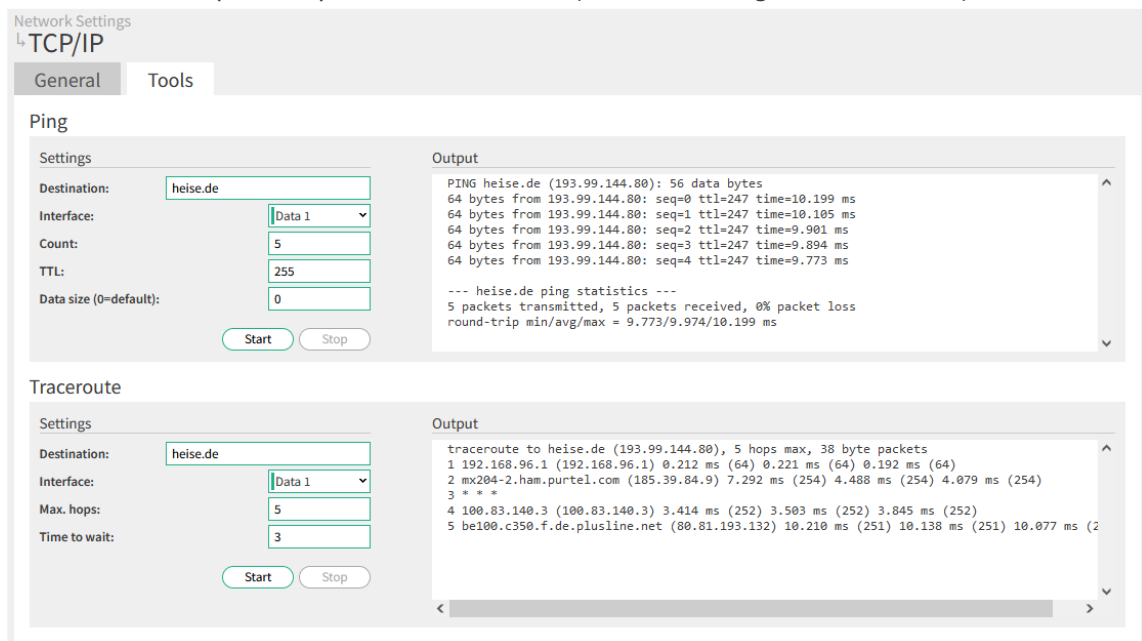 Network Settings
↳ TCP/IP
General Tools
Ping
Settings
Destination: heise.de
Interface: Data 1
Count: 5
TTL: 255
Data size (0=default): 0
Start Stop
Output
PING heise.de (193.99.144.80): 56 data bytes
64 bytes from 193.99.144.80: seq=0 ttl=247 time=10.199 ms
64 bytes from 193.99.144.80: seq=1 ttl=247 time=10.105 ms
64 bytes from 193.99.144.80: seq=2 ttl=247 time=9.901 ms
64 bytes from 193.99.144.80: seq=3 ttl=247 time=9.894 ms
64 bytes from 193.99.144.80: seq=4 ttl=247 time=9.773 ms
--- heise.de ping statistics ---
5 packets transmitted, 5 packets received, 0% packet loss
round-trip min/avg/max = 9.773/9.974/10.199 ms
Traceroute
Settings
Destination: heise.de
Interface: Data 1
Max. hops: 5
Time to wait: 3
Start Stop
Output
traceroute to heise.de (193.99.144.80), 5 hops max, 38 byte packets
1 192.168.96.1 (192.168.96.1) 0.212 ms (64) 0.221 ms (64) 0.192 ms (64)
2 mx204-2.ham.purtel.com (185.39.84.9) 7.292 ms (254) 4.488 ms (254) 4.079 ms (254)
3 * * *
4 100.83.140.3 (100.83.140.3) 3.414 ms (252) 3.503 ms (252) 3.845 ms (252)
5 be100.c350.f.de.plusline.net (80.81.193.132) 10.210 ms (251) 10.138 ms (251) 10.077 ms (2